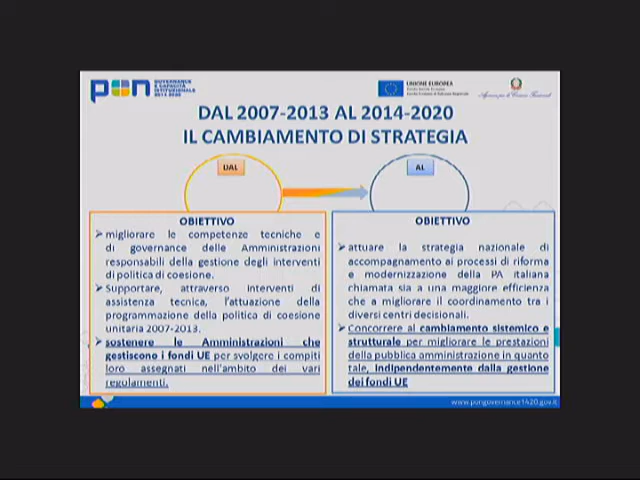 pon GOVERNANCE
E CAPACITÀ
ISTITUZIONALE
2014-2020
UNIONE EUROPEA
DAL 2007-2013 AL 2014-2020
IL CAMBIAMENTO DI STRATEGIA
DAL
AL
OBIETTIVO
migliorare le competenze tecniche e
di governance delle Amministrazioni
responsabili della gestione degli interventi
di politica di coesione.
Supportare, attraverso interventi di
assistenza tecnica, l'attuazione della
programmazione della politica di coesione
unitaria 2007-2013.
sostenere le Amministrazioni che
gestiscono i fondi UE per svolgere i compiti
loro assegnati nell'ambito dei vari
regolamenti.
OBIETTIVO
attuare la strategia nazionale di
accompagnamento ai processi di riforma
e modernizzazione della PA italiana
chiamata sia a una maggiore efficienza
che a migliorare il coordinamento tra i
diversi centri decisionali.
Concorrere al cambiamento sistemico e
strutturale per migliorare le prestazioni
della pubblica amministrazione in quanto
tale, indipendentemente dalla gestione
dei fondi UE
www.pongovernance1420.gov.it